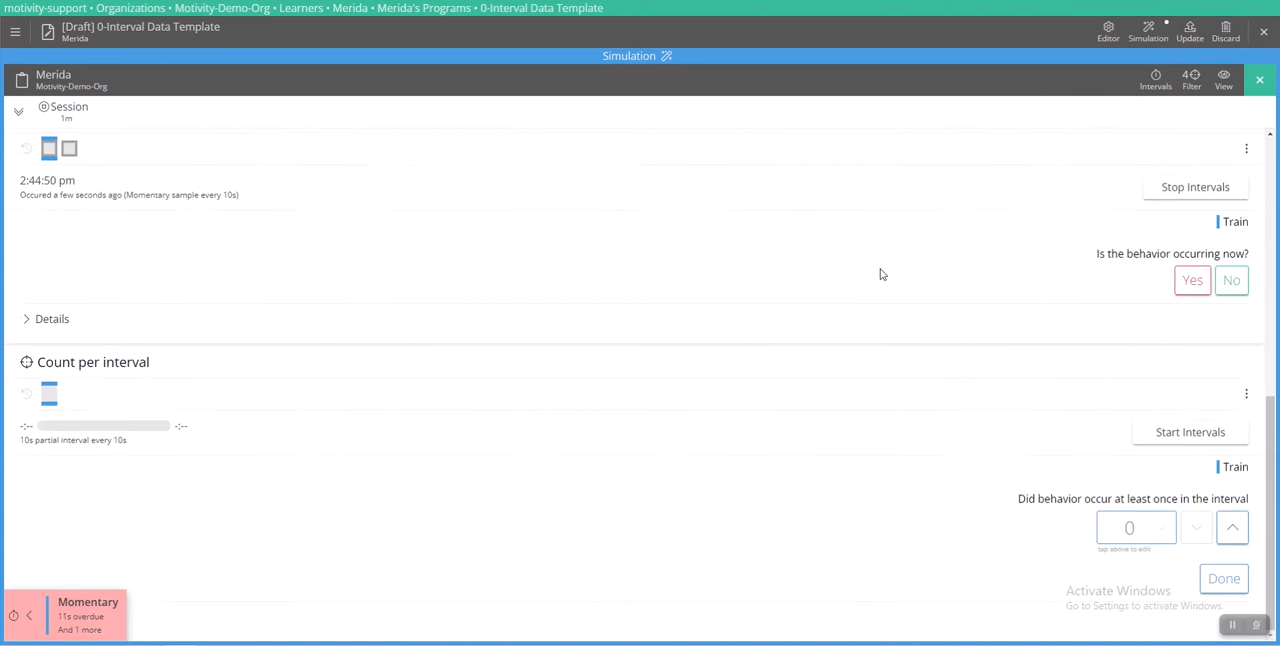 motivity-support • Organizations • Motivity-Demo-Org • Learners • Merida • Merida's Programs • 0-Interval Data Template
[Draft] 0-Interval Data Template
Merida
Editor
Simulation
Update
Discard
Simulation
Merida
Motivity-Demo-Org
Intervals
4
Filter
View
Session
1m
2:44:50 pm
Occured a few seconds ago (Momentary sample every 10s)
Stop Intervals
Train
Is the behavior occurring now?
Yes
No
Details
Count per interval
-:-- -:--
10s partial interval every 10s
Start Intervals
Train
Did behavior occur at least once in the interval
0
tap above to edit
Done
Activate Windows
Go to Settings to activate Windows.
Momentary
11s overdue
And 1 more